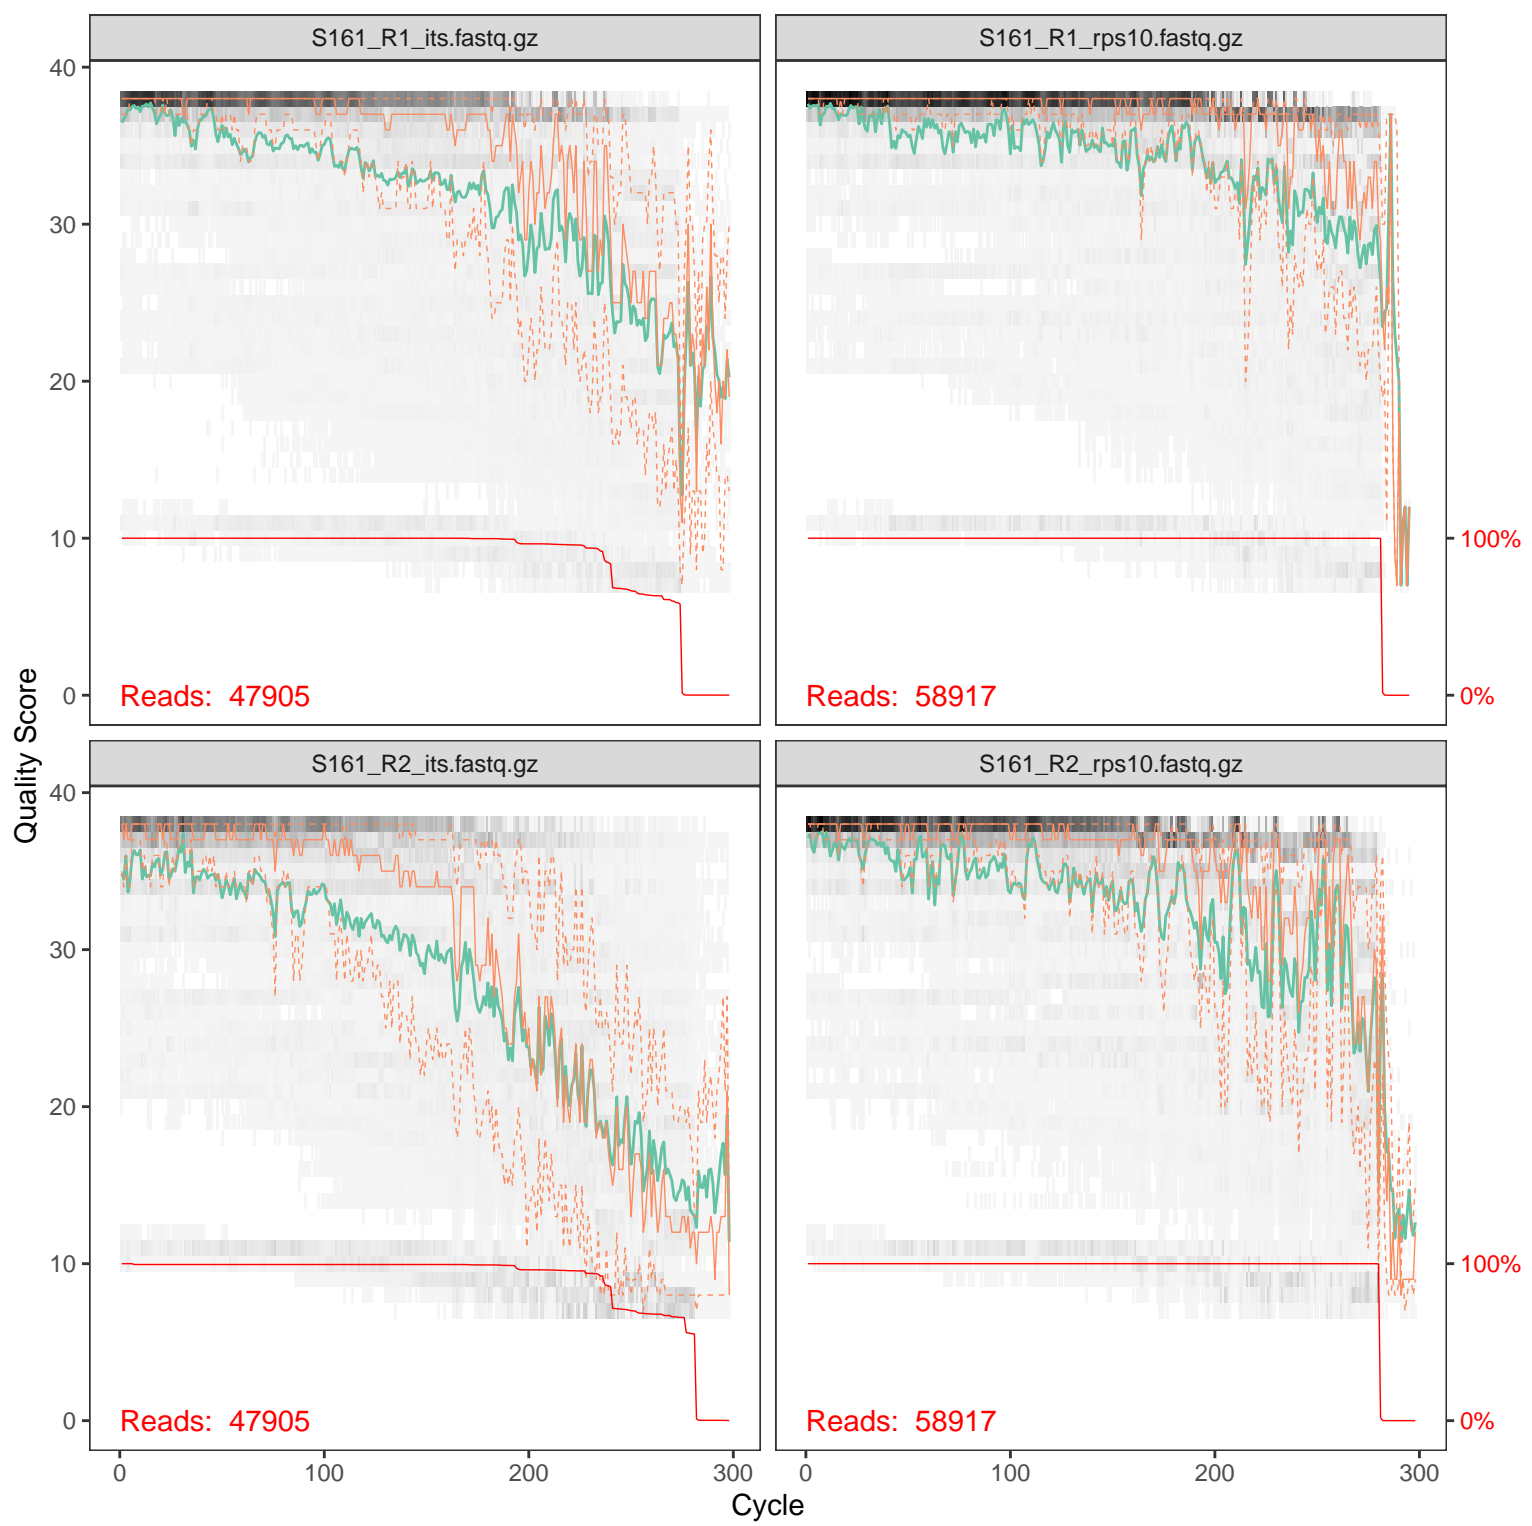 S161_R1_its.fastq.gz
S161_R1_rps10.fastq.gz
40
30
20
10
0
100%
0%
Reads: 47905
Reads: 58917
Quality Score
S161_R2_its.fastq.gz
S161_R2_rps10.fastq.gz
40
30
20
10
0
100%
0%
Reads: 47905
Reads: 58917
0
100
200
300
0
100
200
300
Cycle